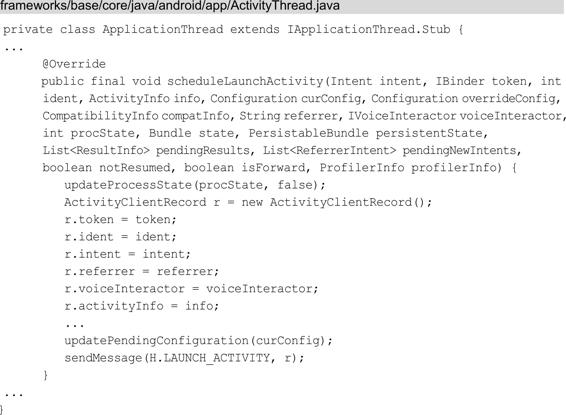 frameworks/base/core/java/android/app/ActivityThread.java
private class ApplicationThread extends IApplicationThread.Stub {
...
@Override
public final void scheduleLaunchActivity(Intent intent, IBinder token, int
ident, ActivityInfo info, Configuration curConfig, Configuration overrideConfig,
CompatibilityInfo compatInfo, String referrer, IVoiceInteractor voiceInteractor,
int procState, Bundle state, PersistableBundle persistentState,
List<ResultInfo> pendingResults, List<ReferrerIntent> pendingNewIntents,
boolean notResumed, boolean isForward, ProfilerInfo profilerInfo) {
updateProcessState(procState, false);
ActivityClientRecord r = new ActivityClientRecord();
r.token = token;
r.ident = ident;
r.intent = intent;
r.referrer = referrer;
r.voiceInteractor = voiceInteractor;
r.activityInfo = info;
...
updatePendingConfiguration(curConfig);
sendMessage(H.LAUNCH_ACTIVITY, r);
}
...
}